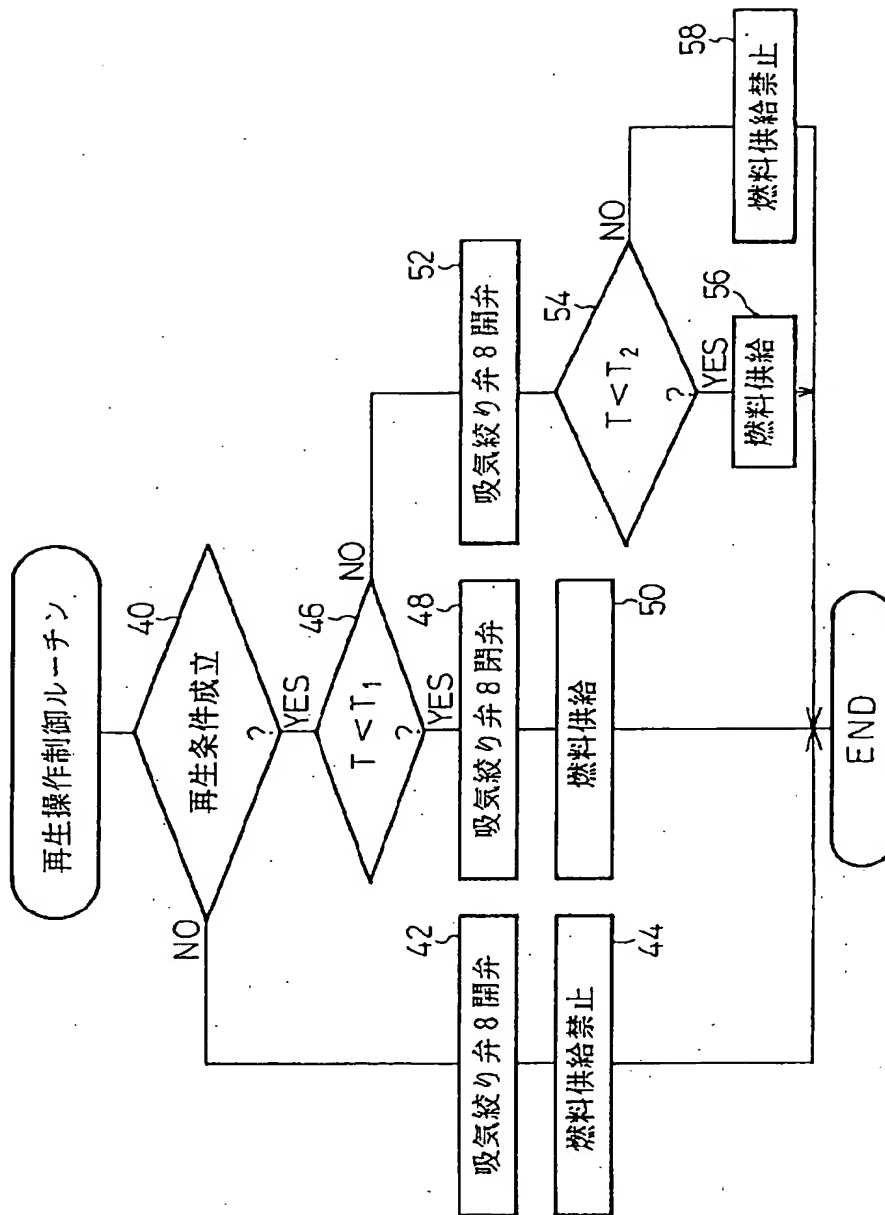 再生操作制御ルーチン
40
再生条件成立
?
NO
YES
46
T<T₁
?
NO
YES
42
吸気絞り弁8開弁
48
吸気絞り弁8閉弁
52
吸気絞り弁8開弁
44
燃料供給禁止
50
燃料供給
54
T<T₂
?
NO
YES
56
燃料供給
58
燃料供給禁止
END